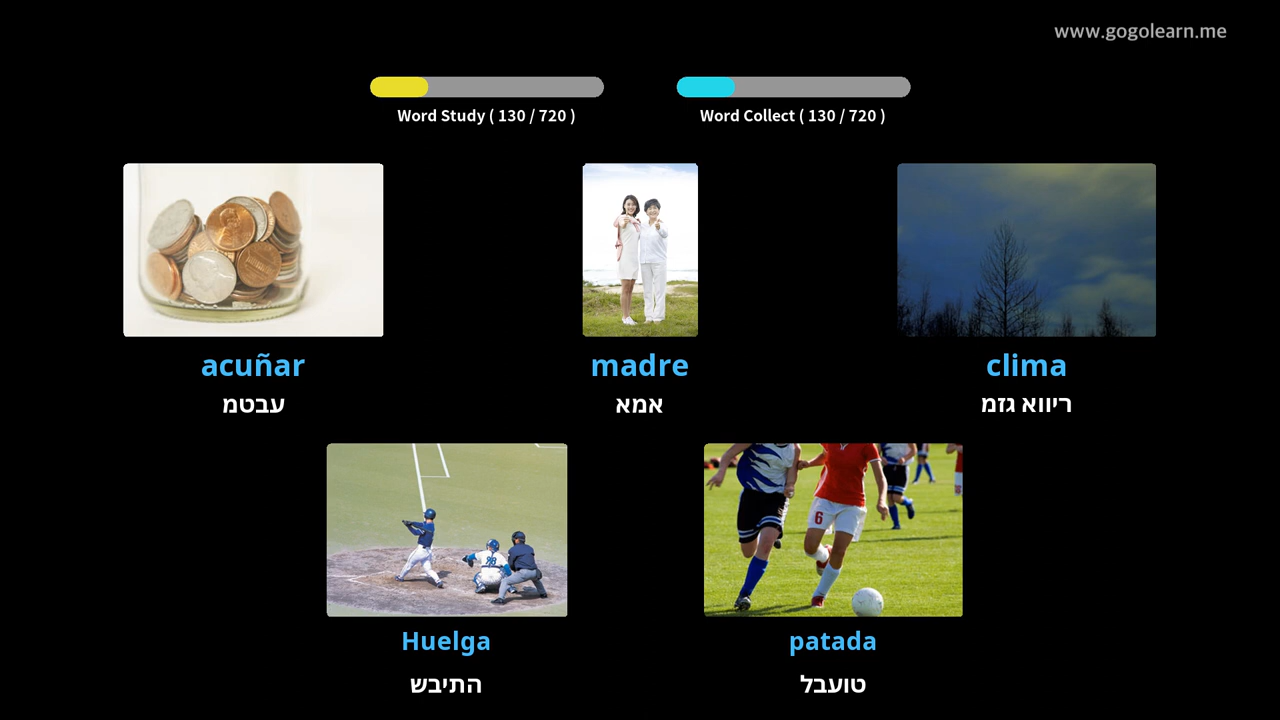 www.gogolearn.me
Word Study ( 130 / 720 )
Word Collect ( 130 / 720 )
acuñar
עבטמ
madre
אמא
clima
ריווא גזמ
Huelga
התיבש
patada
טועבל